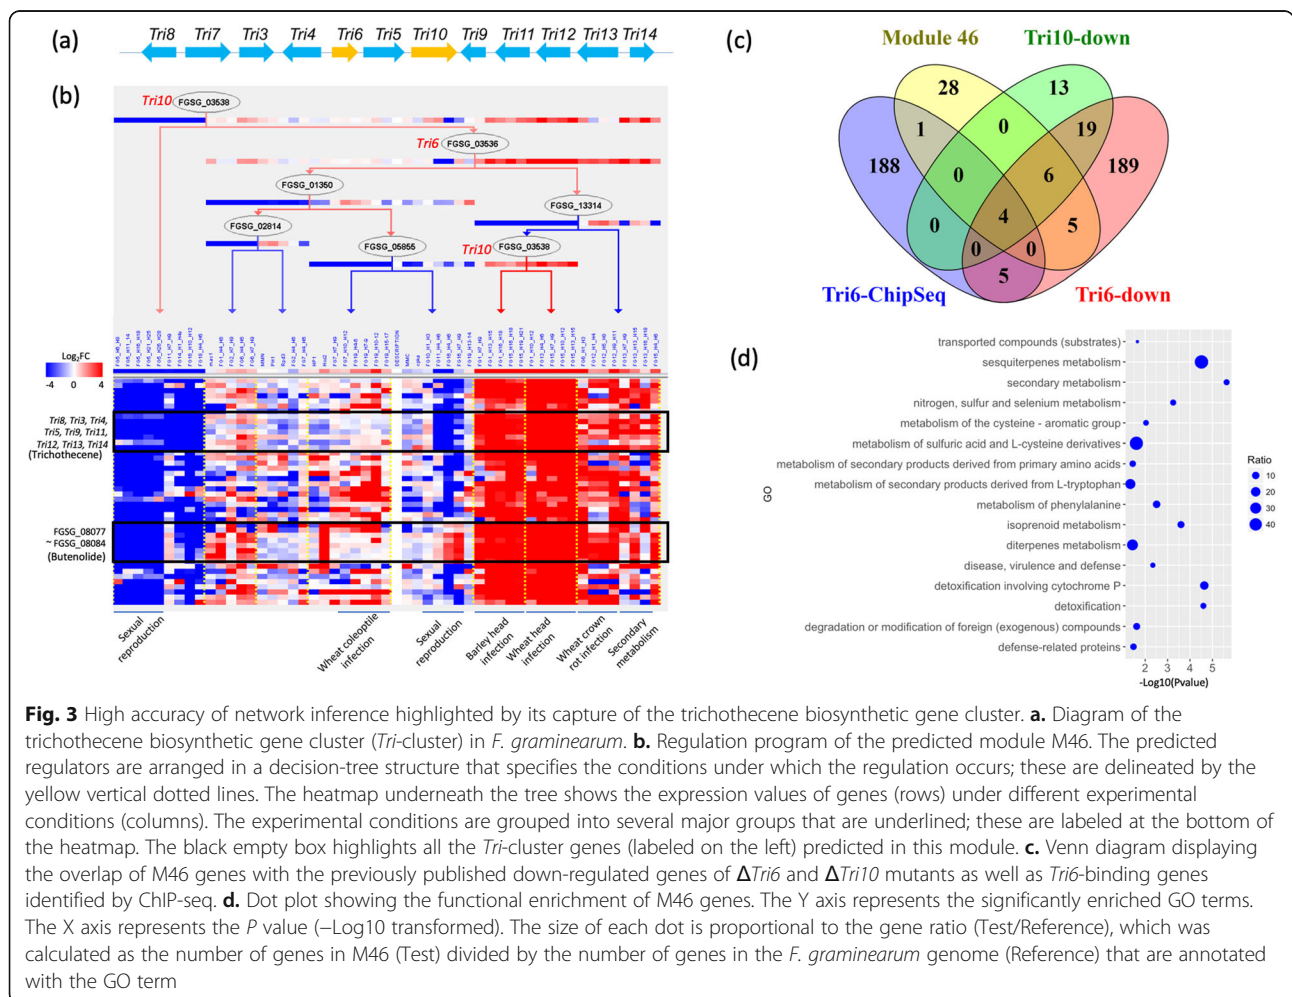 (a)
Tri8 Tri7 Tri3 Tri4 Tri6 Tri5 Tri10 Tri9 Tri11 Tri12 Tri13 Tri14
(b)
Tri10 FGSG_03538
Tri6 FGSG_03536
FGSG_01350
FGSG_13314
FGSG_02814
FGSG_05855
Tri10 FGSG_03538
Log2FC
-4 0 4
Tri8, Tri3, Tri4,
Tri5, Tri9, Tri11,
Tri12, Tri13, Tri14
(Trichothecene)
FGSG_08077
~ FGSG_08084
(Butenolide)
Sexual
reproduction
Wheat coleoptile
infection
Sexual
reproduction
Barley head
infection
Wheat head
infection
Wheat crown
rot infection
Secondary
metabolism
(c)
Module 46 Tri10-down
28 13
1 0 19
188 0 6 189
0 4 5
0 0
5
Tri6-ChipSeq Tri6-down
(d)
transported compounds (substrates)
sesquiterpenes metabolism
secondary metabolism
nitrogen, sulfur and selenium metabolism
metabolism of the cysteine - aromatic group
metabolism of sulfuric acid and L-cysteine derivatives
metabolism of secondary products derived from primary amino acids
metabolism of secondary products derived from L-tryptophan
metabolism of phenylalanine
isoprenoid metabolism
diterpenes metabolism
disease, virulence and defense
detoxification involving cytochrome P
detoxification
degradation or modification of foreign (exogenous) compounds
defense-related proteins
GO
2 3 4 5
-Log10(Pvalue)
Ratio
10
20
30
40
Fig. 3 High accuracy of network inference highlighted by its capture of the trichothecene biosynthetic gene cluster. a. Diagram of the
trichothecene biosynthetic gene cluster (Tri-cluster) in F. graminearum. b. Regulation program of the predicted module M46. The predicted
regulators are arranged in a decision-tree structure that specifies the conditions under which the regulation occurs; these are delineated by the
yellow vertical dotted lines. The heatmap underneath the tree shows the expression values of genes (rows) under different experimental
conditions (columns). The experimental conditions are grouped into several major groups that are underlined; these are labeled at the bottom of
the heatmap. The black empty box highlights all the Tri-cluster genes (labeled on the left) predicted in this module. c. Venn diagram displaying
the overlap of M46 genes with the previously published down-regulated genes of ΔTri6 and ΔTri10 mutants as well as Tri6-binding genes
identified by ChIP-seq. d. Dot plot showing the functional enrichment of M46 genes. The Y axis represents the significantly enriched GO terms.
The X axis represents the P value (−Log10 transformed). The size of each dot is proportional to the gene ratio (Test/Reference), which was
calculated as the number of genes in M46 (Test) divided by the number of genes in the F. graminearum genome (Reference) that are annotated
with the GO term